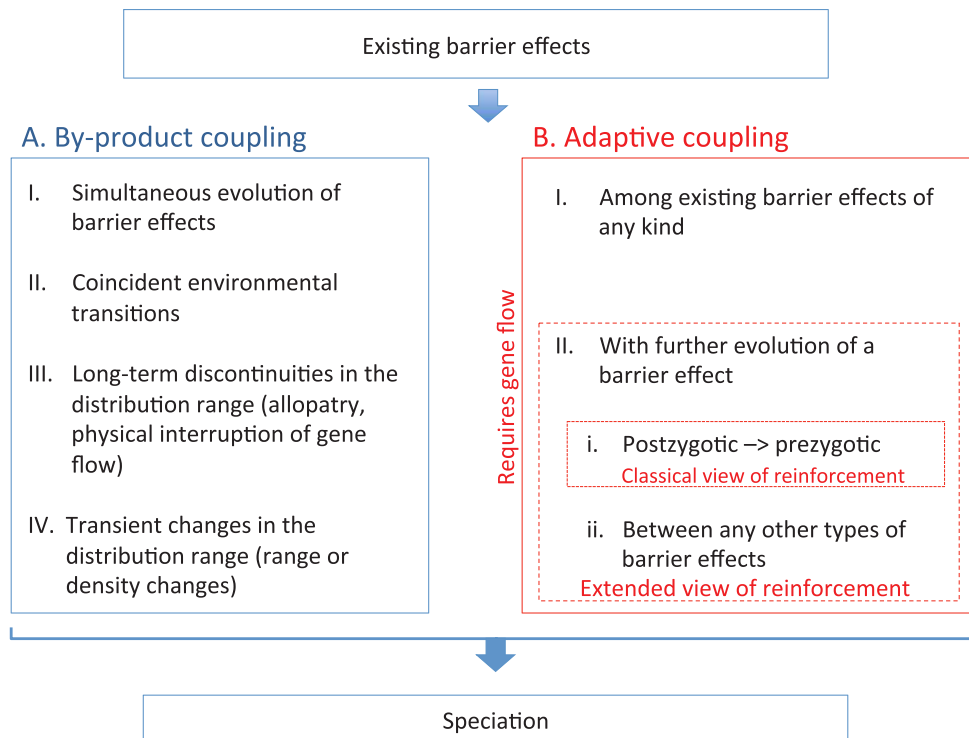 Existing barrier effects
A. By-product coupling
I. Simultaneous evolution of
barrier effects
II. Coincident environmental
transitions
III. Long-term discontinuities in the
distribution range (allopatry,
physical interruption of gene
flow)
IV. Transient changes in the
distribution range (range or
density changes)
B. Adaptive coupling
Requires gene flow
I. Among existing barrier effects of
any kind
II. With further evolution of a
barrier effect
i. Postzygotic –> prezygotic
Classical view of reinforcement
ii. Between any other types of
barrier effects
Extended view of reinforcement
Speciation